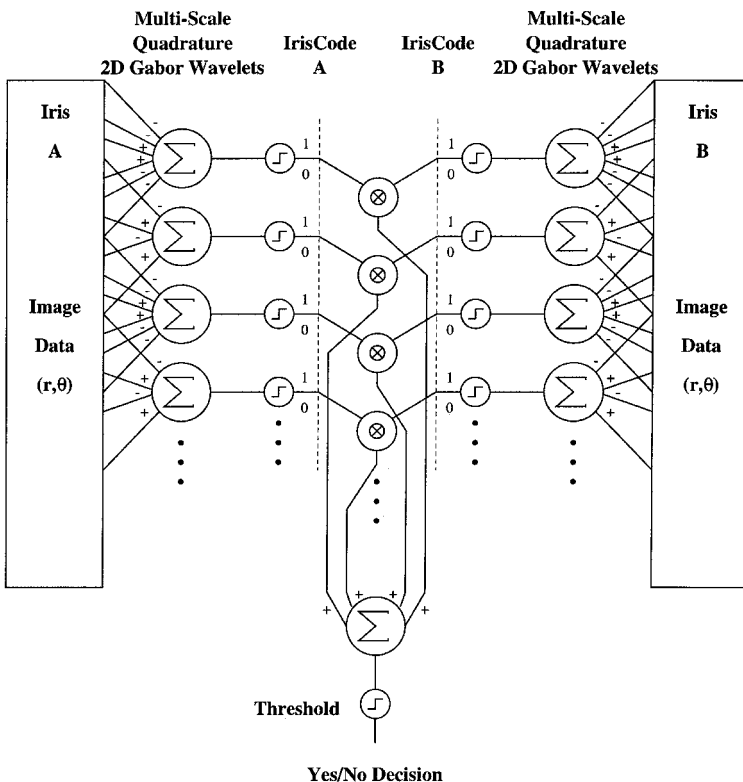 Multi-Scale
Quadrature
2D Gabor Wavelets
IrisCode
A
IrisCode
B
Multi-Scale
Quadrature
2D Gabor Wavelets
Iris
A
Image
Data
(r,θ)
Iris
B
Image
Data
(r,θ)
- + + - -
∑
1
0
⊗
1
0
∑
- + + - -
+ - +
∑
1
0
⊗
1
0
∑
+ - +
- + + - -
∑
1
0
⊗
1
0
∑
- + + - -
+ - +
∑
1
0
⊗
1
0
∑
+ - +
+ + + +
∑
Threshold
Yes/No Decision